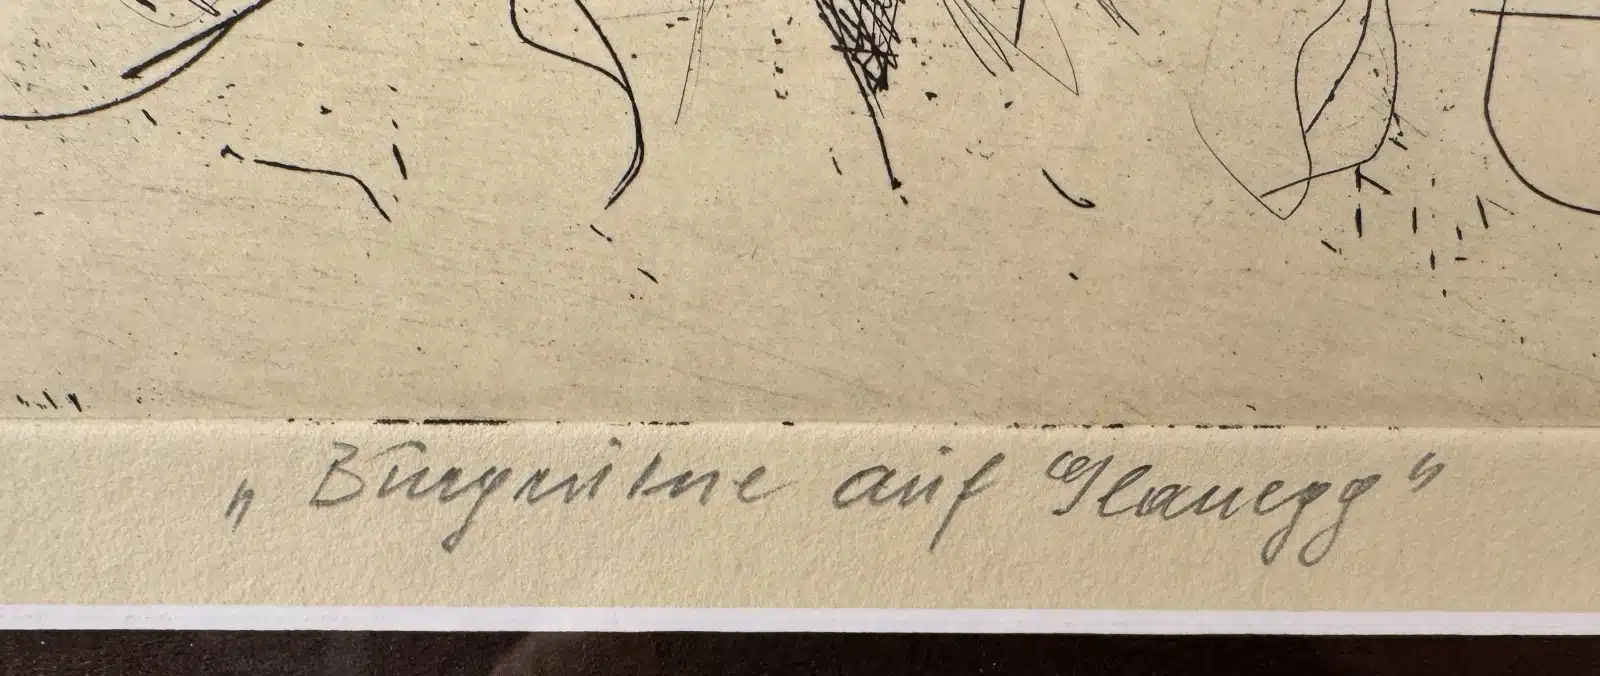 „Burgruine auf Glanegg“